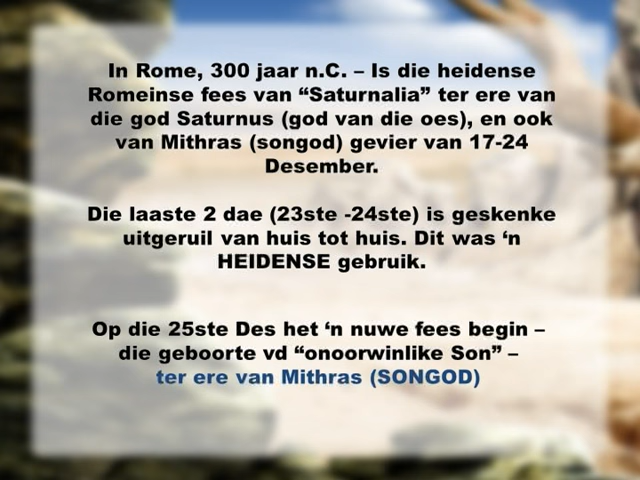 In Rome, 300 jaar n.C. – Is die heidense
Romeinse fees van “Saturnalia” ter ere van
die god Saturnus (god van die oes), en ook
van Mithras (songod) gevier van 17-24
Desember.
Die laaste 2 dae (23ste -24ste) is geskenke
uitgeruil van huis tot huis. Dit was ‘n
HEIDENSE gebruik.
Op die 25ste Des het ‘n nuwe fees begin –
die geboorte vd “onoorwinlike Son” –
ter ere van Mithras (SONGOD)